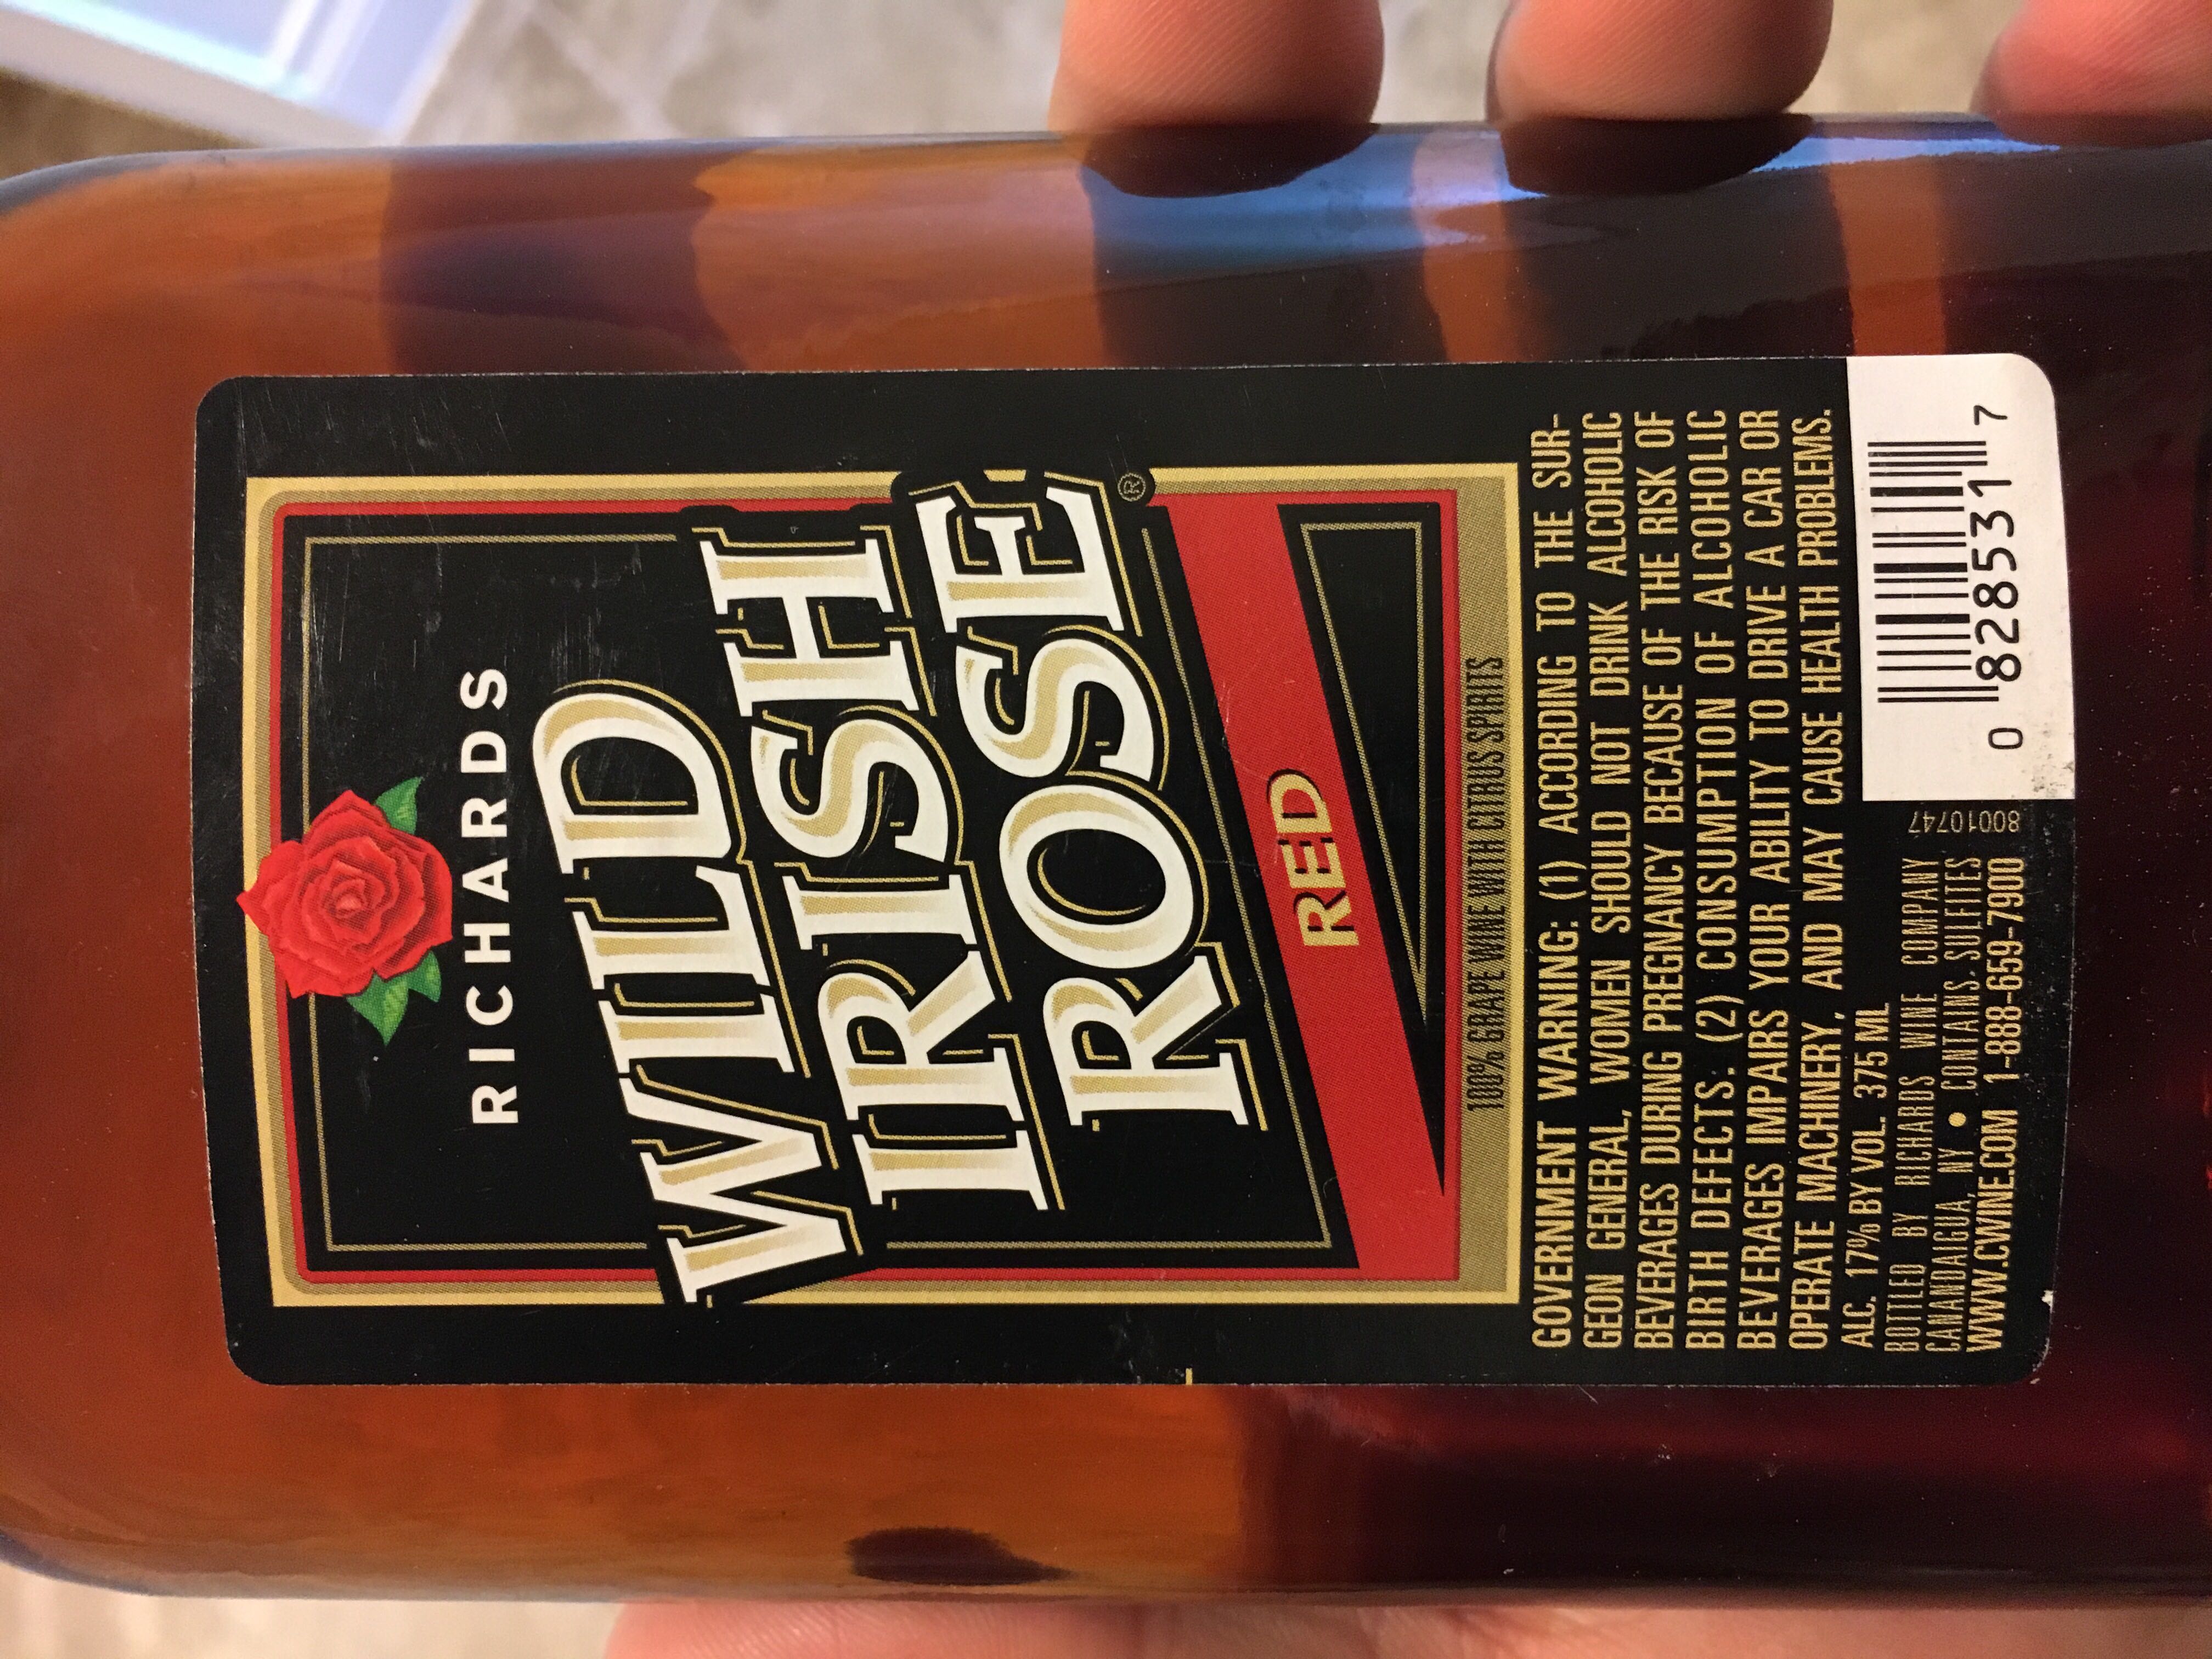 RICHARDS
WILD
IRISH
ROSE®
RED
100% GRAPE WINE WITH CITRUS SPIRITS
GOVERNMENT WARNING: (1) ACCORDING TO THE SUR-
GEON GENERAL, WOMEN SHOULD NOT DRINK ALCOHOLIC
BEVERAGES DURING PREGNANCY BECAUSE OF THE RISK OF
BIRTH DEFECTS. (2) CONSUMPTION OF ALCOHOLIC
BEVERAGES IMPAIRS YOUR ABILITY TO DRIVE A CAR OR
OPERATE MACHINERY, AND MAY CAUSE HEALTH PROBLEMS.
ALC. 17% BY VOL. 375 ML
BOTTLED BY RICHARDS WINE COMPANY
CANANDAIGUA, NY • CONTAINS SULFITES
WWW.CWINE.COM 1-888-659-7900
80010747
0 828531 7